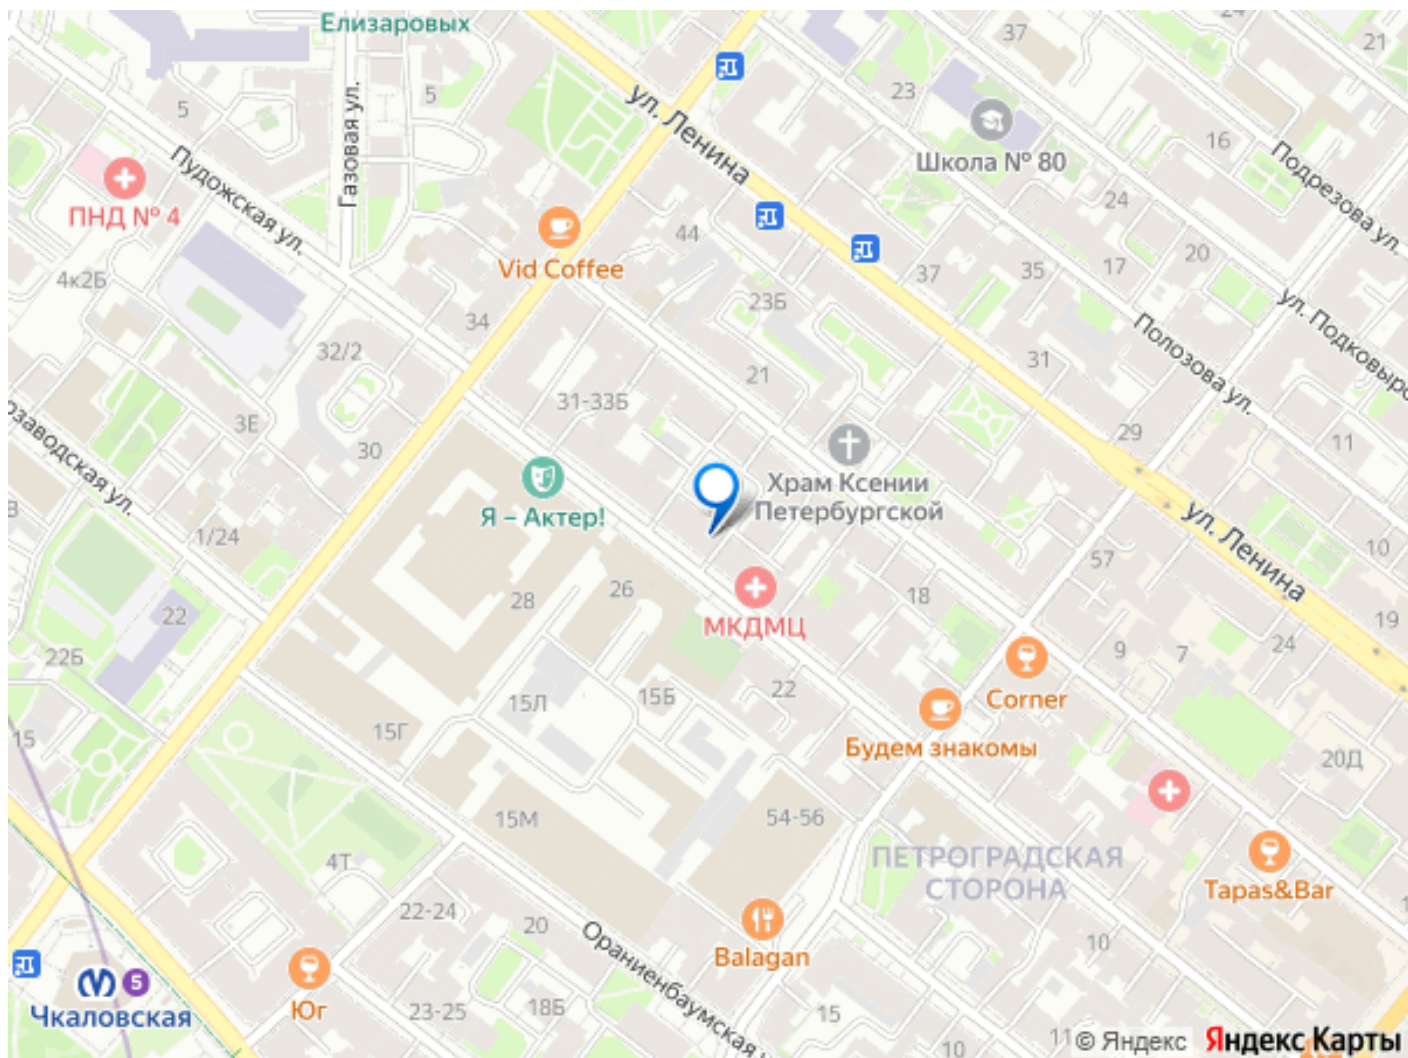 Елизаровых
37
24
21
5
5
23
ул. Ленина
Газовая ул.
Школа № 80
16
Подрезова ул.
Пудожская ул.
ПНД № 4
24
44
20
Vid Coffee
37
35
17
4к2Б
23Б
ул. Подковыро
34
Полозова ул.
32/2
31
21
31-33Б
3Е
30
29
11
озаводская ул.
Я – Актер!
Храм Ксении
Петербургской
ул. Ленина
В
1/24
10
57
28
26
18
22
МКДМЦ
19
22Б
9
7
24
22
15Б
15Л
Corner
15Г
15
Будем знакомы
20Д
15М
54-56
4Т
ПЕТРОГРАДСКАЯ
СТОРОНА
Tapas&Bar
22-24
20
Ораниенбаумская
10
1
Balagan
5
Чкаловская
Юг
23-25
18Б
15
10
11
© Яндекс
Яндекс Карты